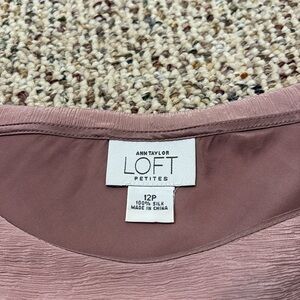 ANN TAYLOR
LOFT
PETITES
12P
100% SILK
MADE IN CHINA